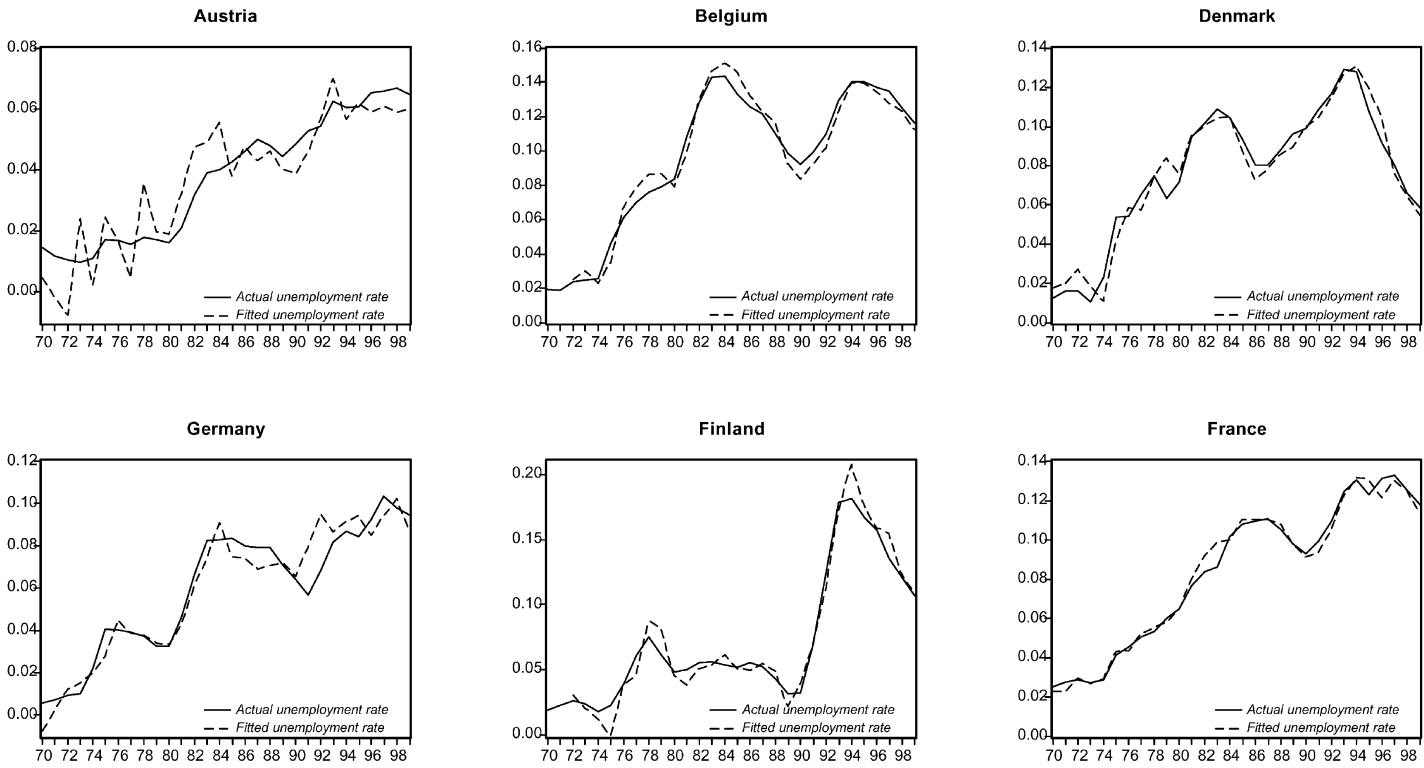 Austria
0.08
0.06
0.04
0.02
0.00
Actual unemployment rate
Fitted unemployment rate
70 72 74 76 78 80 82 84 86 88 90 92 94 96 98
Belgium
0.16
0.14
0.12
0.10
0.08
0.06
0.04
0.02
0.00
Actual unemployment rate
Fitted unemployment rate
70 72 74 76 78 80 82 84 86 88 90 92 94 96 98
Denmark
0.14
0.12
0.10
0.08
0.06
0.04
0.02
0.00
Actual unemployment rate
Fitted unemployment rate
70 72 74 76 78 80 82 84 86 88 90 92 94 96 98
Germany
0.12
0.10
0.08
0.06
0.04
0.02
0.00
Actual unemployment rate
Fitted unemployment rate
70 72 74 76 78 80 82 84 86 88 90 92 94 96 98
Finland
0.20
0.15
0.10
0.05
0.00
Actual unemployment rate
Fitted unemployment rate
70 72 74 76 78 80 82 84 86 88 90 92 94 96 98
France
0.14
0.12
0.10
0.08
0.06
0.04
0.02
0.00
Actual unemployment rate
Fitted unemployment rate
70 72 74 76 78 80 82 84 86 88 90 92 94 96 98